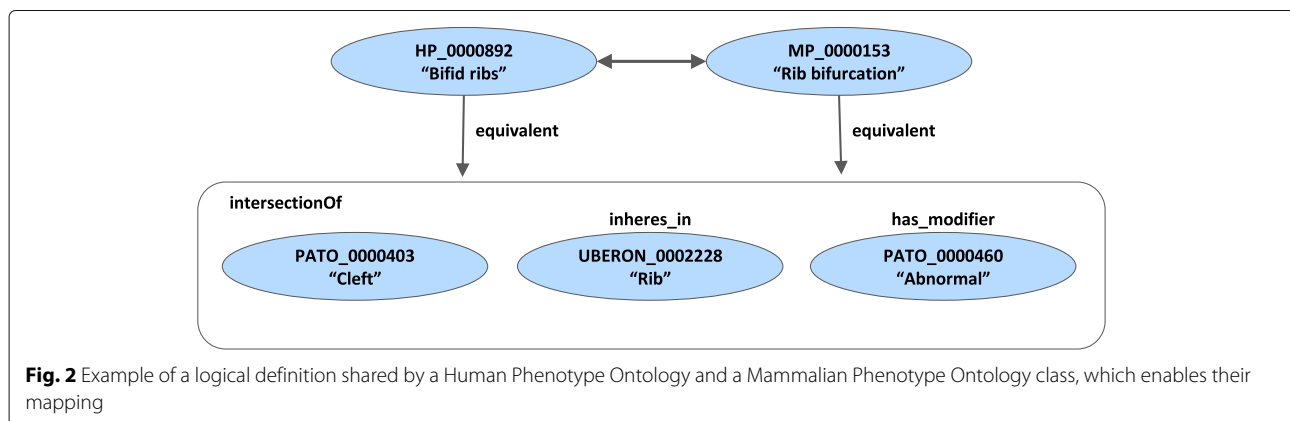 HP_0000892
“Bifid ribs”
MP_0000153
“Rib bifurcation”
equivalent
equivalent
intersectionOf
inheres_in
has_modifier
PATO_0000403
“Cleft”
UBERON_0002228
“Rib”
PATO_0000460
“Abnormal”
Fig. 2 Example of a logical definition shared by a Human Phenotype Ontology and a Mammalian Phenotype Ontology class, which enables their
mapping